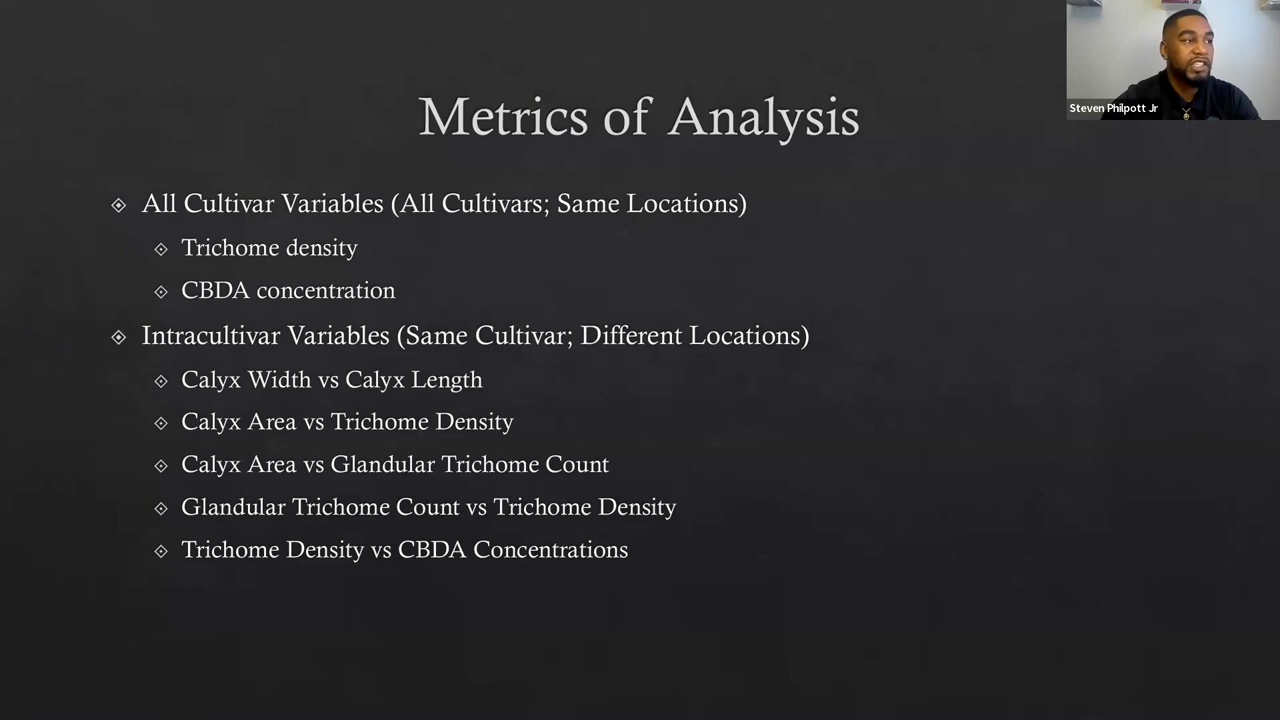 Steven Philpott Jr
Metrics of Analysis
All Cultivar Variables (All Cultivars; Same Locations)
Trichome density
CBDA concentration
Intracultivar Variables (Same Cultivar; Different Locations)
Calyx Width vs Calyx Length
Calyx Area vs Trichome Density
Calyx Area vs Glandular Trichome Count
Glandular Trichome Count vs Trichome Density
Trichome Density vs CBDA Concentrations